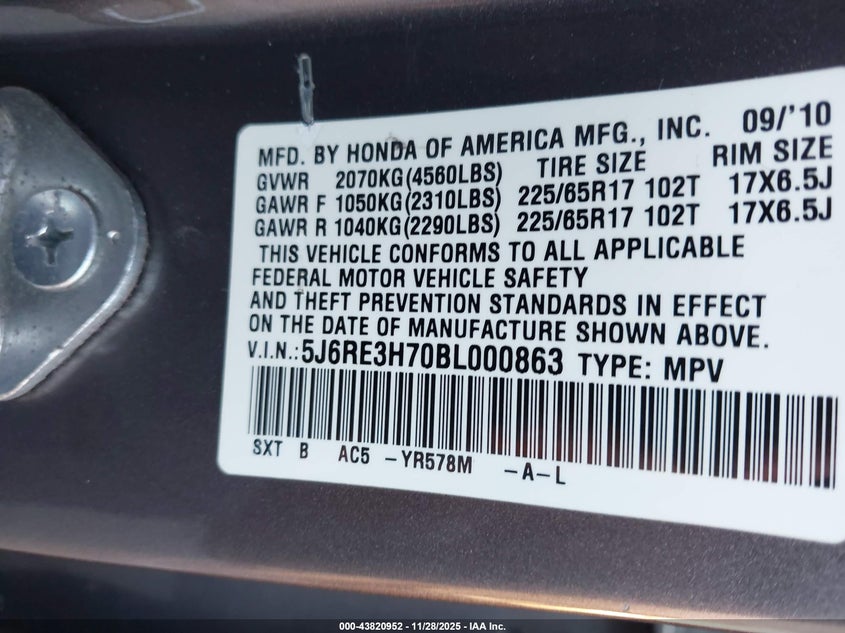 MFD. BY HONDA OF AMERICA MFG., INC. 09/'10
GVWR 2070KG(4560LBS) TIRE SIZE RIM SIZE
GAWR F 1050KG(2310LBS) 225/65R17 102T 17X6.5J
GAWR R 1040KG(2290LBS) 225/65R17 102T 17X6.5J
THIS VEHICLE CONFORMS TO ALL APPLICABLE
FEDERAL MOTOR VEHICLE SAFETY
AND THEFT PREVENTION STANDARDS IN EFFECT
ON THE DATE OF MANUFACTURE SHOWN ABOVE.
V.I.N.:5J6RE3H70BL000863 TYPE: MPV
SXT B AC5 -YR578M -A-L
000-43820952 - 11/28/2025 - IAA Inc.